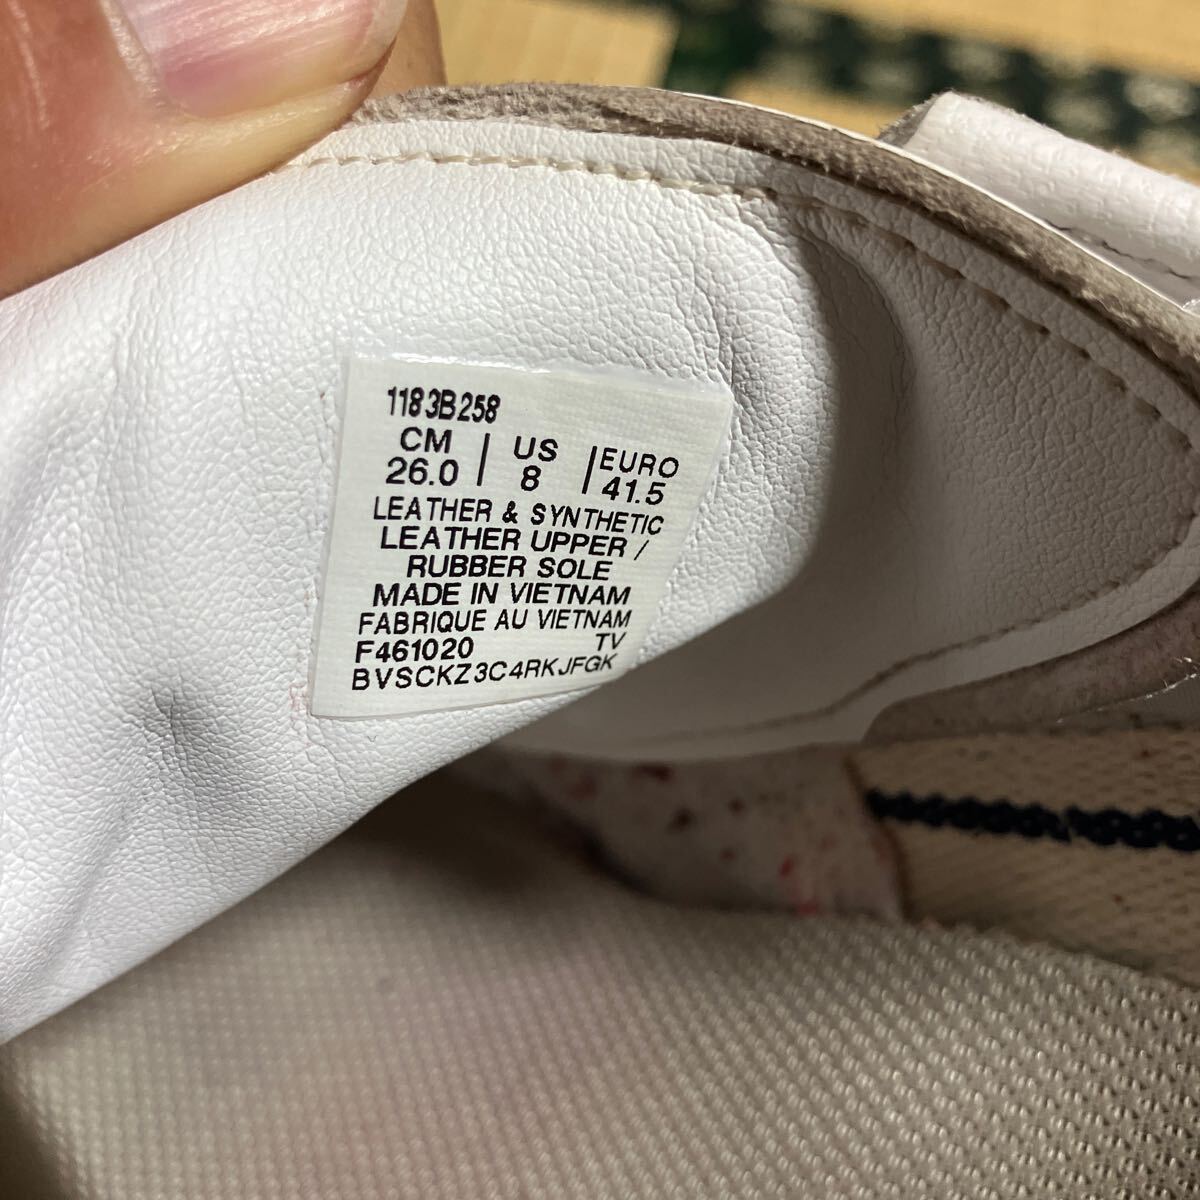 1183B258
CM | US | EURO
26.0 | 8 | 41.5
LEATHER & SYNTHETIC
LEATHER UPPER /
RUBBER SOLE
MADE IN VIETNAM
FABRIQUE AU VIETNAM
F461020 TV
BVSCKZ3C4RKJFGK